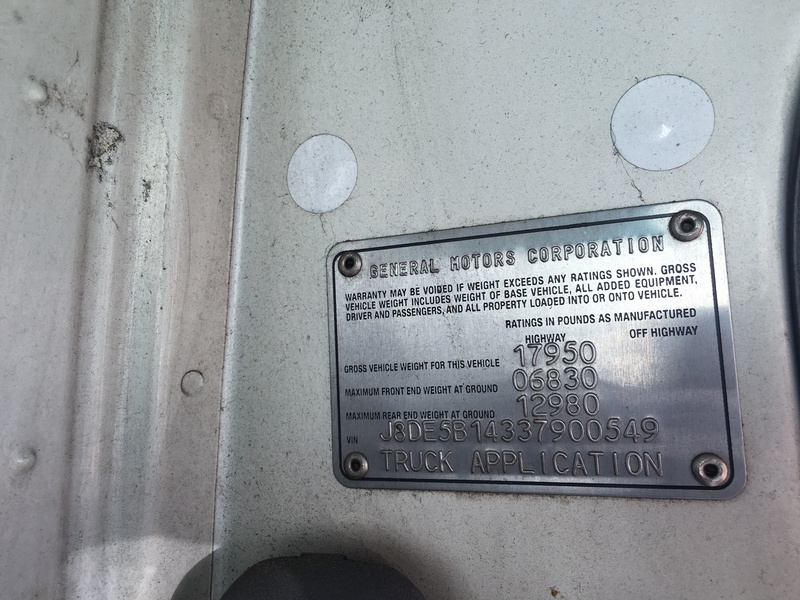 GENERAL MOTORS CORPORATION
WARRANTY MAY BE VOIDED IF WEIGHT EXCEEDS ANY RATINGS SHOWN. GROSS
VEHICLE WEIGHT INCLUDES WEIGHT OF BASE VEHICLE, ALL ADDED EQUIPMENT,
DRIVER AND PASSENGERS, AND ALL PROPERTY LOADED INTO OR ONTO VEHICLE.
RATINGS IN POUNDS AS MANUFACTURED
HIGHWAY OFF HIGHWAY
GROSS VEHICLE WEIGHT FOR THIS VEHICLE 17950
MAXIMUM FRONT END WEIGHT AT GROUND 06830
MAXIMUM REAR END WEIGHT AT GROUND 12980
VIN J8DE5B14337900549
TRUCK APPLICATION